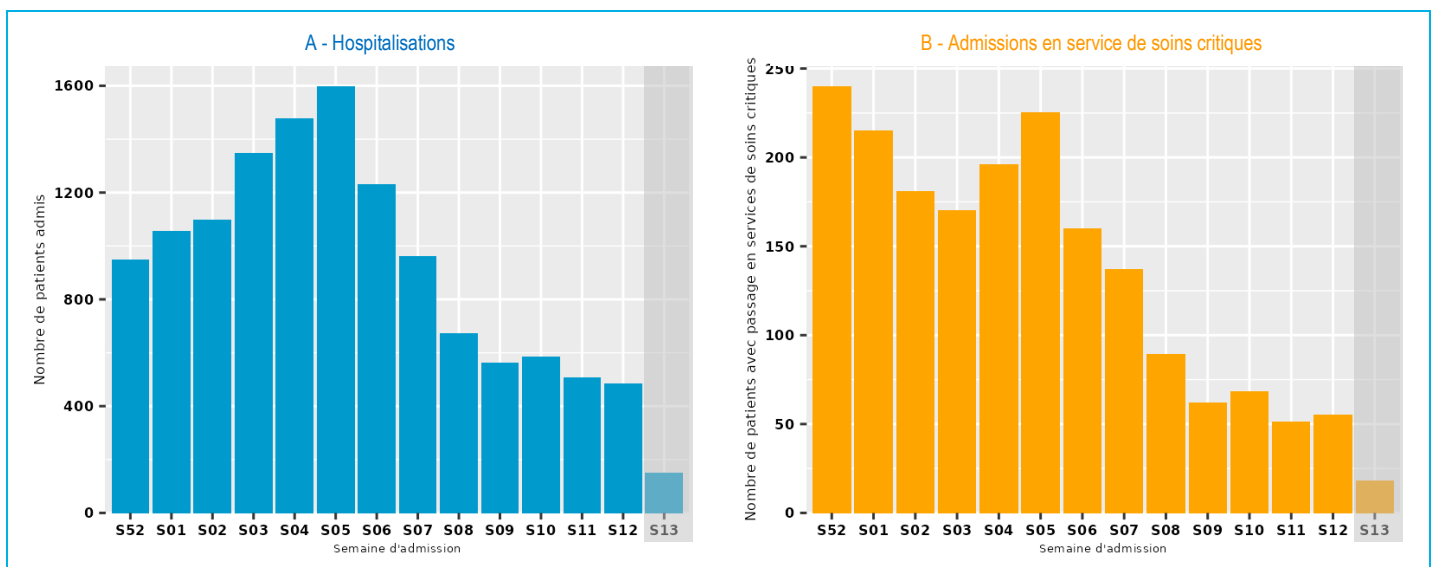 A - Hospitalisations
Nombre de patients admis
1600
1200
800
400
0
S52 S01 S02 S03 S04 S05 S06 S07 S08 S09 S10 S11 S12 S13
Semaine d'admission
B - Admissions en service de soins critiques
Nombre de patients avec passage en services de soins critiques
250
200
150
100
50
0
S52 S01 S02 S03 S04 S05 S06 S07 S08 S09 S10 S11 S12 S13
Semaine d'admission